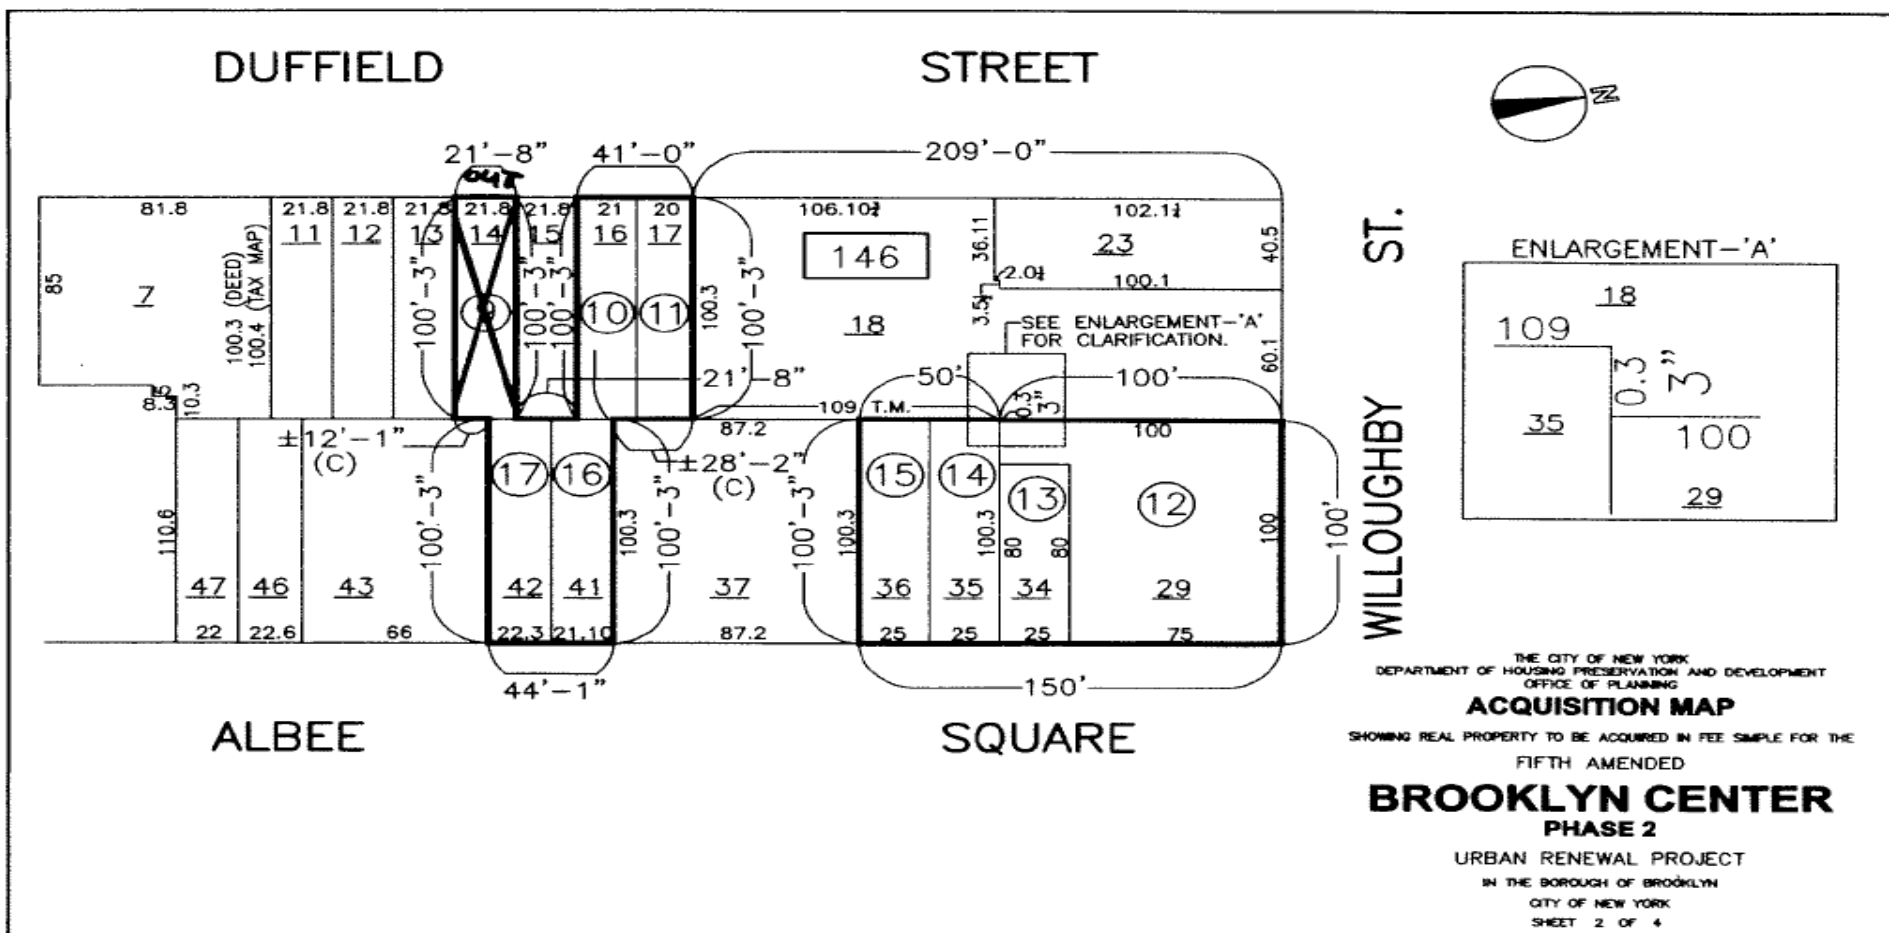 DUFFIELD STREET
N
21'-8" 41'-0" 209'-0"
OUT
81.8 21.8 21.8 21.8 21.8 21.8 21 20 106.10¾ 102.1¼
11 12 13 14 15 16 17 23
36.11 40.5
146
2.0¼
100.1
85 7
100.3 (DEED)
100.4 (TAX MAP)
100'-3" 9 100'-3" 100'-3" 10 11 100.3 100'-3"
18
3.5¼
SEE ENLARGEMENT-'A'
FOR CLARIFICATION.
60.1
21'-8" 50' 100'
8.3 10.3
109 T.M. 0.3 3"
±12'-1"
(C)
87.2 100
±28'-2"
(C)
17 16 15 14 13 12
110.6 100'-3" 100.3 100'-3" 100'-3" 100.3 100.3 80 80 100 100'
47 46 43 42 41 37 36 35 34 29
22 22.6 66 22.3 21.10 87.2 25 25 25 75
44'-1" 150'
ALBEE SQUARE
WILLOUGHBY ST.
ENLARGEMENT-'A'
18
109
0.3 3"
35 100
29
THE CITY OF NEW YORK
DEPARTMENT OF HOUSING PRESERVATION AND DEVELOPMENT
OFFICE OF PLANNING
ACQUISITION MAP
SHOWING REAL PROPERTY TO BE ACQUIRED IN FEE SIMPLE FOR THE
FIFTH AMENDED
BROOKLYN CENTER
PHASE 2
URBAN RENEWAL PROJECT
IN THE BOROUGH OF BROOKLYN
CITY OF NEW YORK
SHEET 2 OF 4